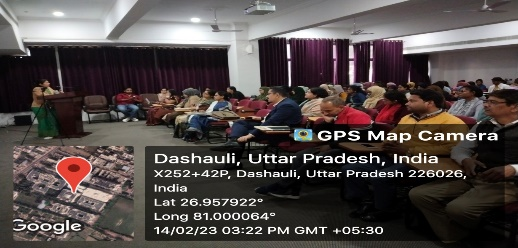 GPS Map Camera
Dashauli, Uttar Pradesh, India
X252+42P, Dashauli, Uttar Pradesh 226026,
India
Lat 26.957922°
Long 81.000064°
14/02/23 03:22 PM GMT +05:30
Google